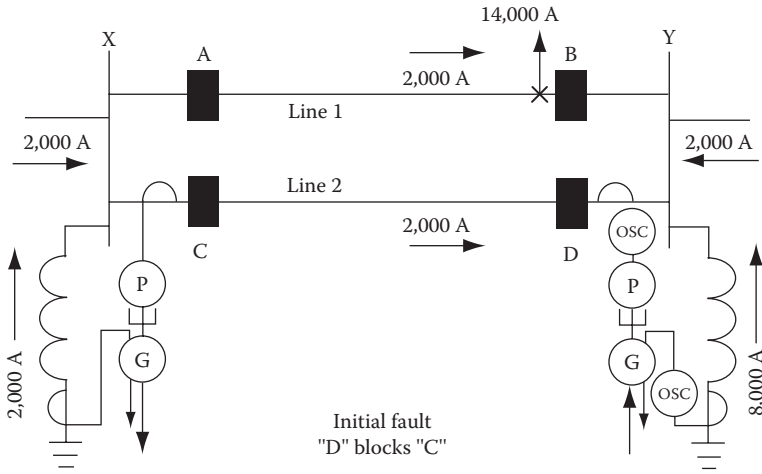 14,000 A
X
A
B
Y
2,000 A
Line 1
2,000 A
2,000 A
Line 2
2,000 A
C
D
OSC
P
P
G
G
OSC
2,000 A
8,000 A
Initial fault
"D" blocks "C"